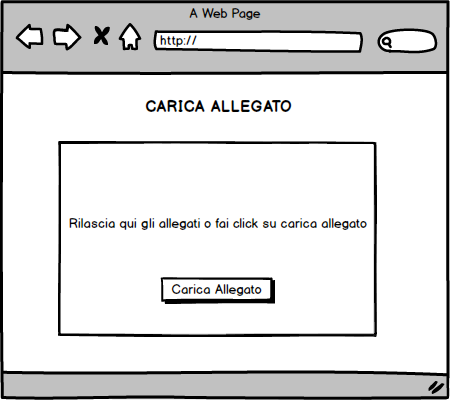 A Web Page
http://
CARICA ALLEGATO
Rilascia qui gli allegati o fai click su carica allegato
Carica Allegato